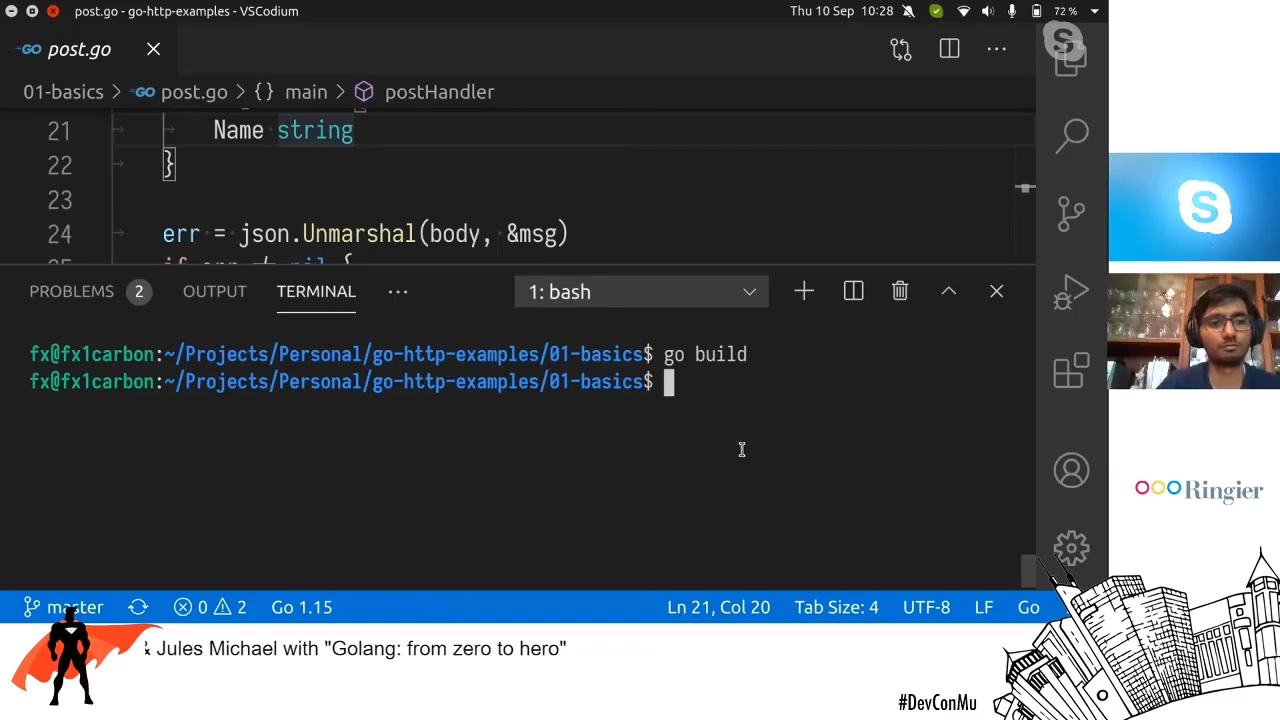 post.go - go-http-examples - VSCodium
Thu 10 Sep 10:28
72 %
GO post.go
01-basics > GO post.go > {} main > postHandler
21 Name string
22 }
23
24 err = json.Unmarshal(body, &msg)
PROBLEMS 2 OUTPUT TERMINAL ··· 1: bash
fx@fx1carbon:~/Projects/Personal/go-http-examples/01-basics$ go build
fx@fx1carbon:~/Projects/Personal/go-http-examples/01-basics$
Ringier
master 0 2 Go 1.15 Ln 21, Col 20 Tab Size: 4 UTF-8 LF Go
& Jules Michael with "Golang: from zero to hero"
#DevConMu